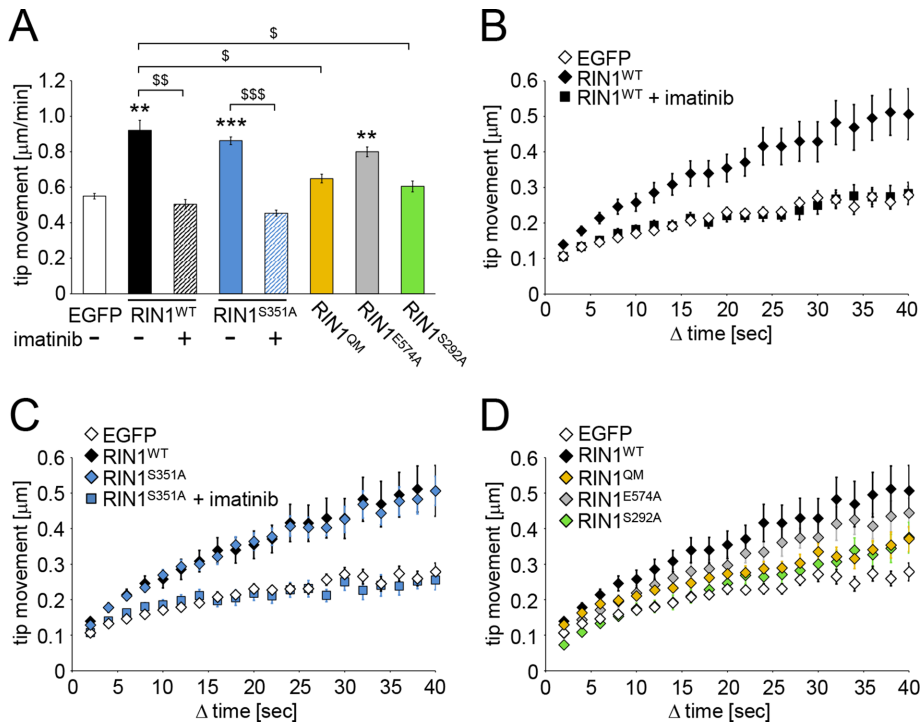 A
$
$
$$
$$$
**
***
**
tip movement [μm/min]
1.2
1.0
0.8
0.6
0.4
0.2
0
EGFP RIN1WT RIN1S351A RIN1QM RIN1E574A RIN1S292A
imatinib − − + − +
B
EGFP
RIN1WT
RIN1WT + imatinib
tip movement [μm]
0.6
0.5
0.4
0.3
0.2
0.1
0
0 5 10 15 20 25 30 35 40
Δ time [sec]
C
EGFP
RIN1WT
RIN1S351A
RIN1S351A + imatinib
tip movement [μm]
0.6
0.5
0.4
0.3
0.2
0.1
0
0 5 10 15 20 25 30 35 40
Δ time [sec]
D
EGFP
RIN1WT
RIN1QM
RIN1E574A
RIN1S292A
tip movement [μm]
0.6
0.5
0.4
0.3
0.2
0.1
0
0 5 10 15 20 25 30 35 40
Δ time [sec]